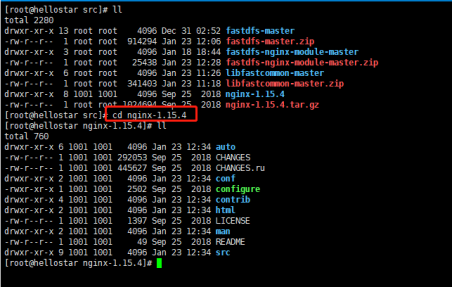 [root@hellostar src]# ll
total 2280
drwxr-xr-x 13 root root 4096 Dec 31 02:52 fastdfs-master
-rw-r--r-- 1 root root 914294 Jan 23 12:06 fastdfs-master.zip
drwxr-xr-x 3 root root 4096 Jan 18 18:44 fastdfs-nginx-module-master
-rw-r--r-- 1 root root 25438 Jan 23 12:28 fastdfs-nginx-module-master.zip
drwxr-xr-x 6 root root 4096 Jan 23 11:26 libfastcommon-master
-rw-r--r-- 1 root root 341403 Jan 23 11:18 libfastcommon-master.zip
drwxr-xr-x 8 1001 1001 4096 Sep 25 2018 nginx-1.15.4
-rw-r--r-- 1 root root 1024694 Sep 25 2018 nginx-1.15.4.tar.gz
[root@hellostar src]# cd nginx-1.15.4
[root@hellostar nginx-1.15.4]# ll
total 760
drwxr-xr-x 6 1001 1001 4096 Jan 23 12:34 auto
-rw-r--r-- 1 1001 1001 292053 Sep 25 2018 CHANGES
-rw-r--r-- 1 1001 1001 445627 Sep 25 2018 CHANGES.ru
drwxr-xr-x 2 1001 1001 4096 Jan 23 12:34 conf
-rwxr-xr-x 1 1001 1001 2502 Sep 25 2018 configure
drwxr-xr-x 4 1001 1001 4096 Jan 23 12:34 contrib
drwxr-xr-x 2 1001 1001 4096 Jan 23 12:34 html
-rw-r--r-- 1 1001 1001 1397 Sep 25 2018 LICENSE
drwxr-xr-x 2 1001 1001 4096 Jan 23 12:34 man
-rw-r--r-- 1 1001 1001 49 Sep 25 2018 README
drwxr-xr-x 9 1001 1001 4096 Jan 23 12:34 src
[root@hellostar nginx-1.15.4]#